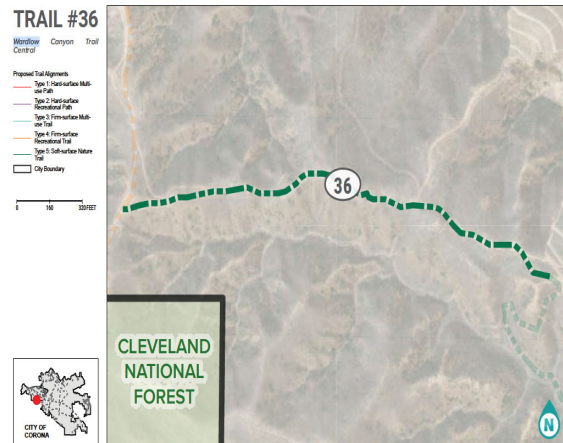 TRAIL #36
Wardlow Canyon Trail
Central
Proposed Trail Alignments
Type 1: Hard-surface Multi-
use Path
Type 2: Hard-surface
Recreational Path
Type 3: Firm-surface Multi-
use Trail
Type 4: Firm-surface
Recreational Trail
Type 5: Soft-surface Nature
Trail
City Boundary
0 160 320 FEET
36
CLEVELAND
NATIONAL
FOREST
CITY OF
CORONA
N